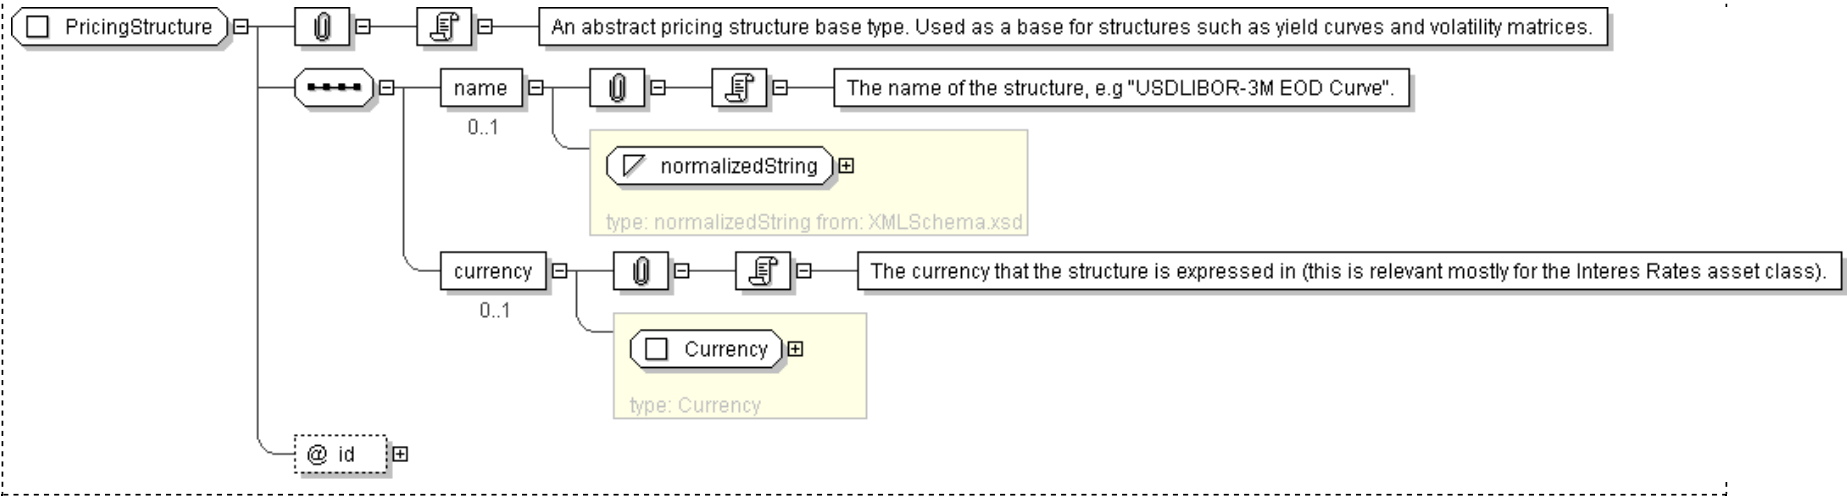 PricingStructure
An abstract pricing structure base type. Used as a base for structures such as yield curves and volatility matrices.
name
The name of the structure, e.g "USDLIBOR-3M EOD Curve".
0..1
normalizedString
type: normalizedString from: XMLSchema.xsd
currency
The currency that the structure is expressed in (this is relevant mostly for the Interes Rates asset class).
0..1
Currency
type: Currency
@ id